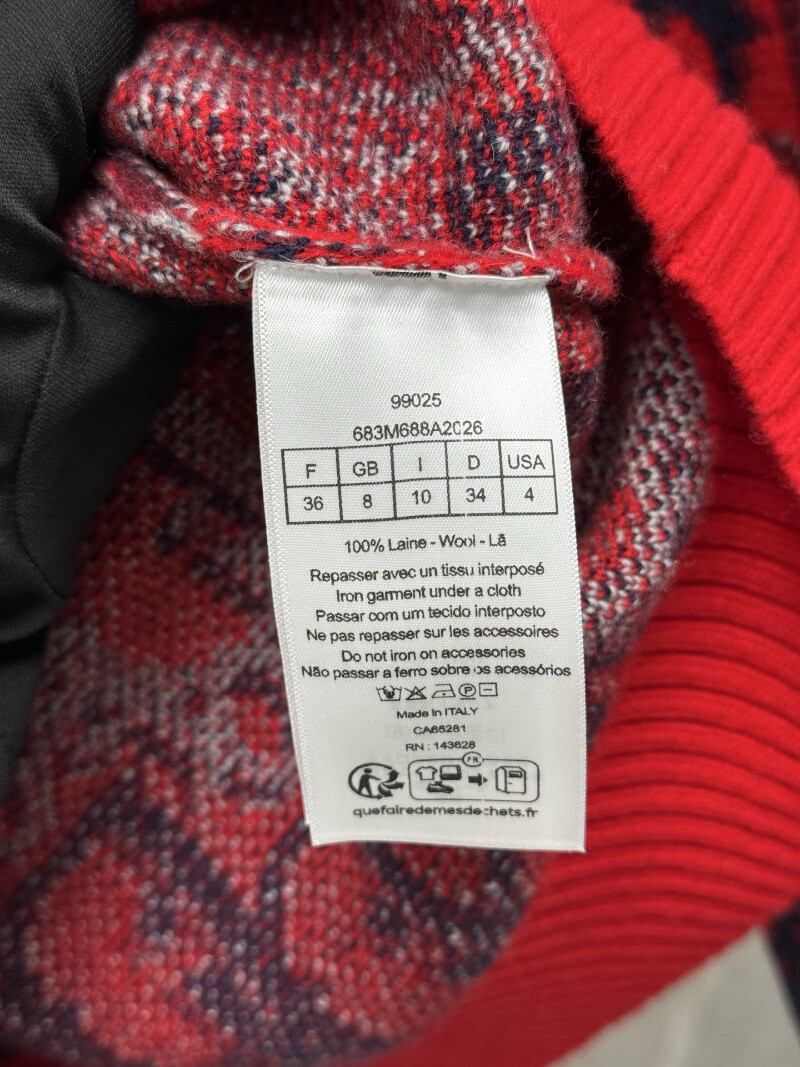 99025
683M688A2026
F GB I D USA
36 8 10 34 4
100% Laine - Wool - Lã
Repasser avec un tissu interposé
Iron garment under a cloth
Passar com um tecido interposto
Ne pas repasser sur les accessoires
Do not iron on accessories
Não passar a ferro sobre os acessórios
Made in ITALY
CA66281
RN : 143628
FR
quefairedemesdechets.fr